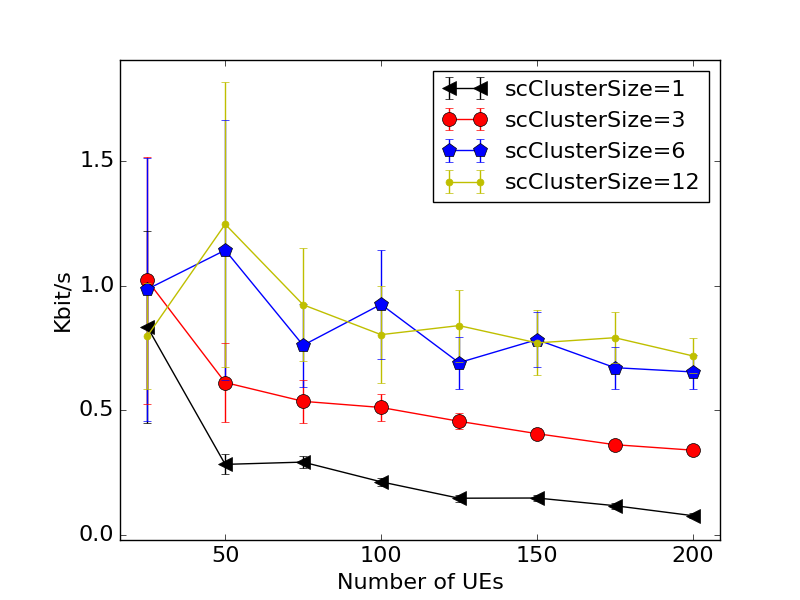 scClusterSize=1
scClusterSize=3
scClusterSize=6
scClusterSize=12
1.5
1.0
0.5
0.0
Kbit/s
50 100 150 200
Number of UEs